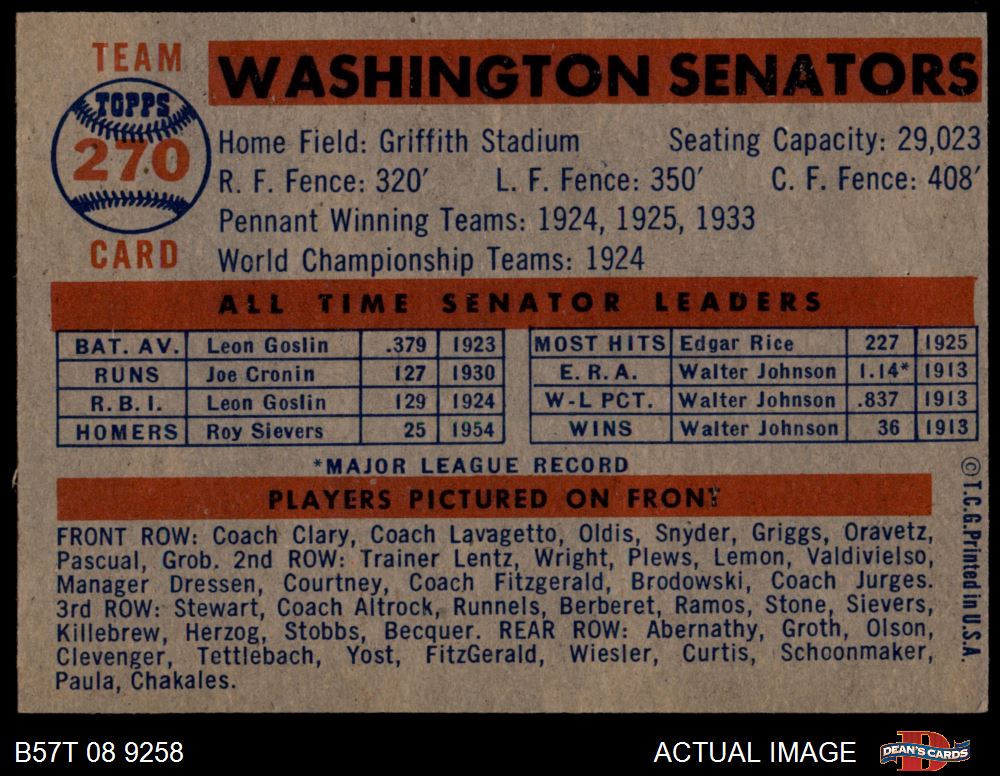 TEAM
TOPPS
270
CARD
WASHINGTON SENATORS
Home Field: Griffith Stadium Seating Capacity: 29,023
R. F. Fence: 320′ L. F. Fence: 350′ C. F. Fence: 408′
Pennant Winning Teams: 1924, 1925, 1933
World Championship Teams: 1924
ALL TIME SENATOR LEADERS
BAT. AV. Leon Goslin .379 1923
RUNS Joe Cronin 127 1930
R. B. I. Leon Goslin 129 1924
HOMERS Roy Sievers 25 1954
MOST HITS Edgar Rice 227 1925
E. R. A. Walter Johnson 1.14* 1913
W-L PCT. Walter Johnson .837 1913
WINS Walter Johnson 36 1913
*MAJOR LEAGUE RECORD
PLAYERS PICTURED ON FRONT
FRONT ROW: Coach Clary, Coach Lavagetto, Oldis, Snyder, Griggs, Oravetz,
Pascual, Grob. 2nd ROW: Trainer Lentz, Wright, Plews, Lemon, Valdivielso,
Manager Dressen, Courtney, Coach Fitzgerald, Brodowski, Coach Jurges.
3rd ROW: Stewart, Coach Altrock, Runnels, Berberet, Ramos, Stone, Sievers,
Killebrew, Herzog, Stobbs, Becquer. REAR ROW: Abernathy, Groth, Olson,
Clevenger, Tettlebach, Yost, FitzGerald, Wiesler, Curtis, Schoonmaker,
Paula, Chakales.
© T.C.G. Printed in U.S.A.
B57T 08 9258
ACTUAL IMAGE
D
DEAN'S CARDS